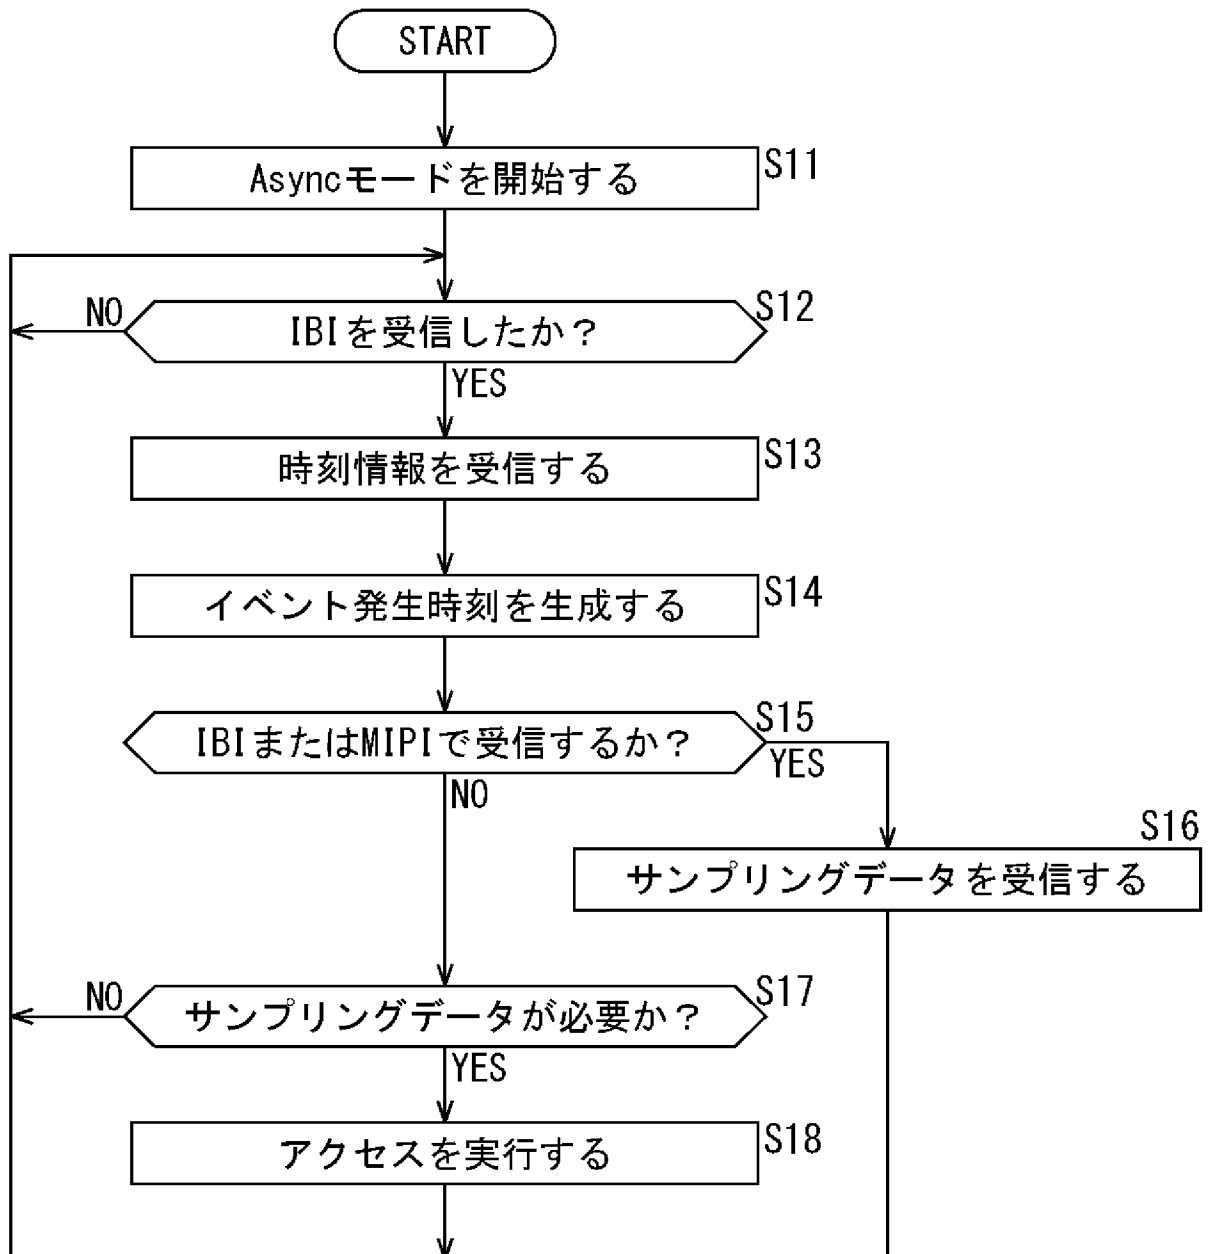 START
Asyncモードを開始する
S11
NO
IBIを受信したか？
S12
YES
時刻情報を受信する
S13
イベント発生時刻を生成する
S14
IBIまたはMIPIで受信するか？
S15
YES
NO
S16
サンプリングデータを受信する
NO
サンプリングデータが必要か？
S17
YES
アクセスを実行する
S18